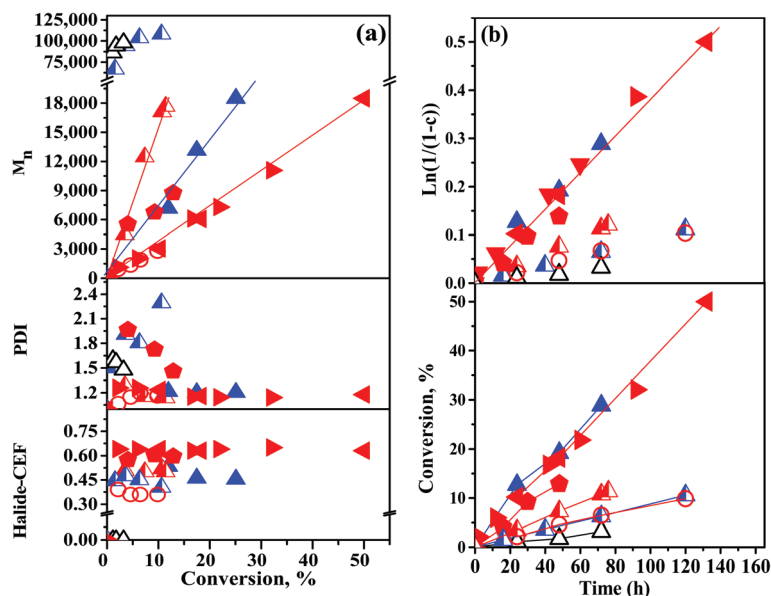 (a)
125,000
100,000
75,000
18,000
15,000
12,000
9,000
6,000
3,000
0
Mn
2.4
2.1
1.8
1.5
1.2
PDI
0.75
0.60
0.45
0.30
0.00
Halide-CEF
0 10 20 30 40 50
Conversion, %
(b)
0.5
0.4
0.3
0.2
0.1
0.0
Ln(1/(1-c))
50
40
30
20
10
0
Conversion, %
0 20 40 60 80 100 120 140 160
Time (h)